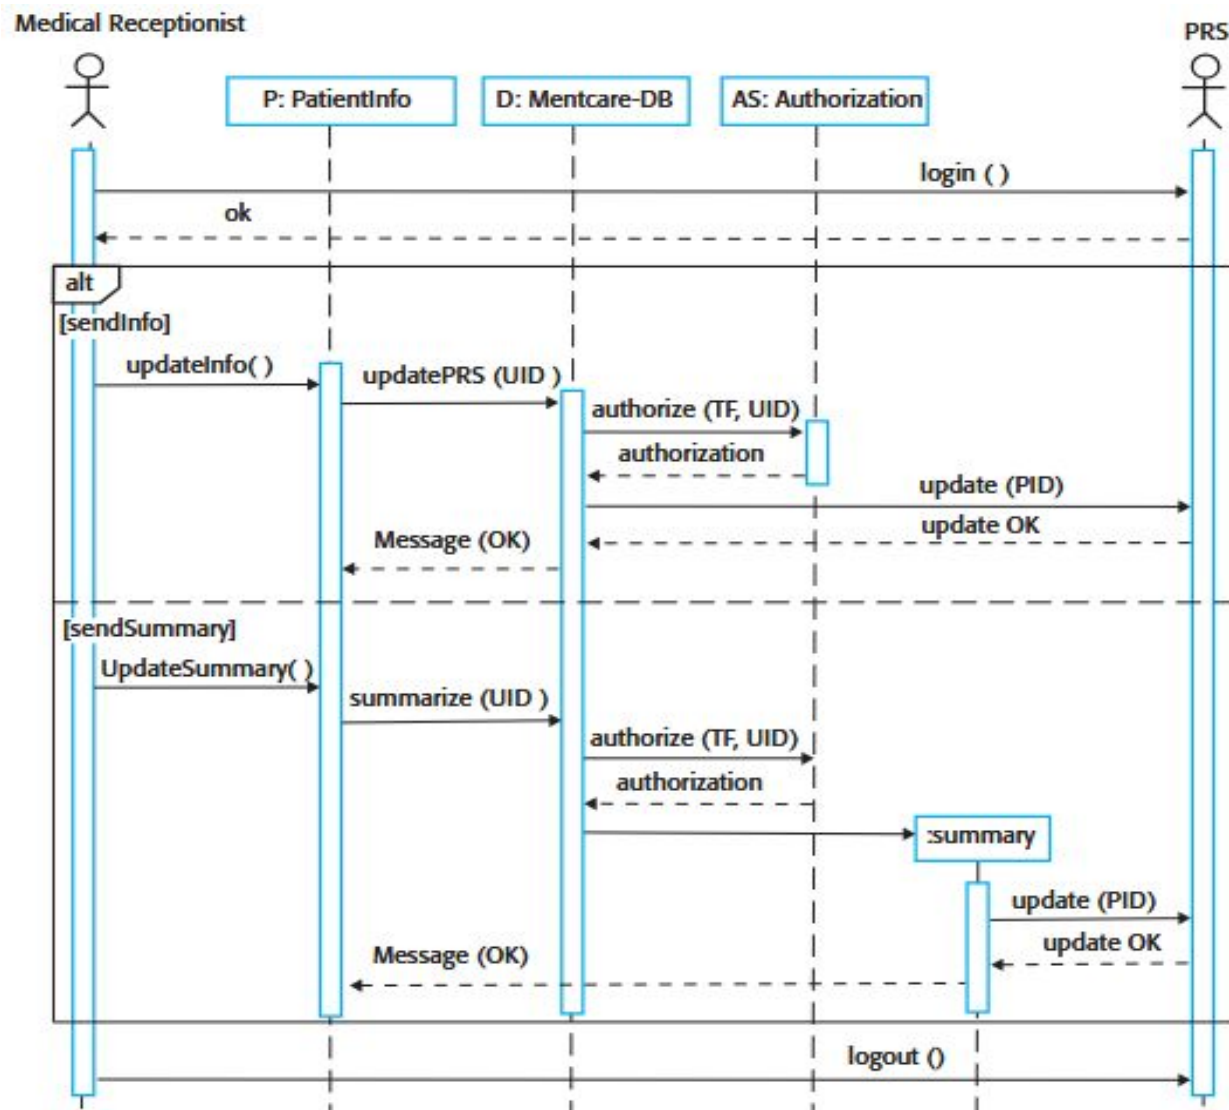 Medical Receptionist
PRS
P: PatientInfo
D: Mentcare-DB
AS: Authorization
login ( )
ok
alt
[sendInfo]
updateInfo( )
updatePRS (UID )
authorize (TF, UID)
authorization
update (PID)
update OK
Message (OK)
[sendSummary]
UpdateSummary( )
summarize (UID )
authorize (TF, UID)
authorization
:summary
update (PID)
update OK
Message (OK)
logout ()